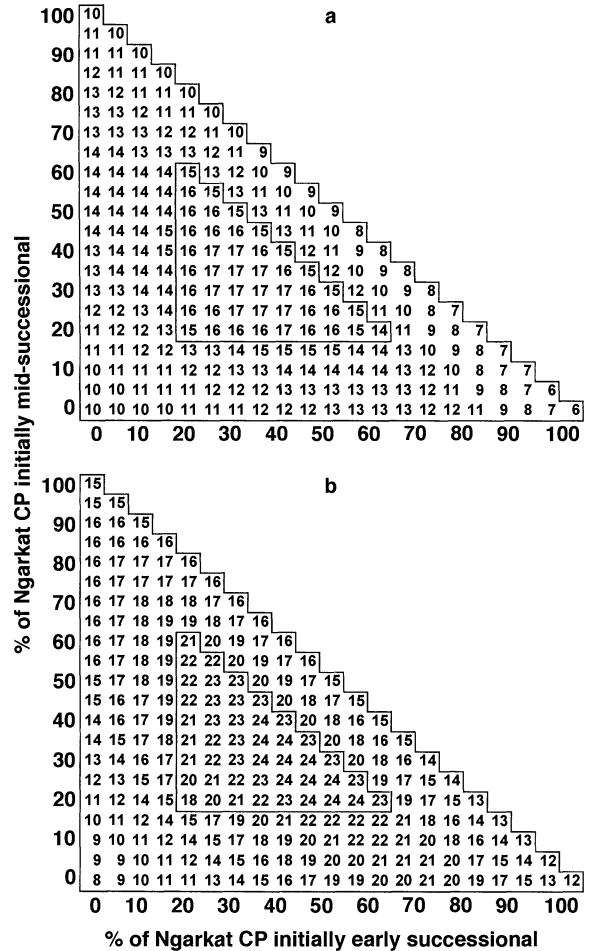 100 10 a
11 10
90 11 11 10
12 11 11 10
80 13 12 11 11 10
13 13 12 11 11 10
70 13 13 13 12 12 11 10
14 14 13 13 13 12 11 9
60 14 14 14 14 15 13 12 10 9
14 14 14 14 16 15 13 11 10 9
50 14 14 14 14 16 16 15 13 11 10 9
14 14 14 15 16 16 16 15 13 11 10 8
40 13 14 14 15 16 17 17 16 15 12 11 9 8
13 14 14 14 16 17 17 17 16 15 12 10 9 8
30 13 13 14 14 16 17 17 17 17 16 15 12 10 9 8
12 12 13 14 16 16 17 17 17 16 16 15 11 10 8 7
20 11 12 12 13 15 16 16 16 17 16 16 15 14 11 9 8 7
11 11 12 12 13 13 14 15 15 15 15 14 14 13 10 9 8 7
10 10 11 11 11 12 12 13 13 14 14 14 14 14 13 12 10 8 7 7
10 10 11 11 11 12 12 12 13 13 13 13 13 13 12 11 9 8 7 6
0 10 10 10 10 11 11 11 12 12 13 13 13 13 13 12 12 11 9 8 7 6
0 10 20 30 40 50 60 70 80 90 100
% of Ngarkat CP initially mid-successional
100 15 b
15 15
90 16 16 15
16 16 16 16
80 16 17 17 17 16
16 17 17 17 17 16
70 16 17 18 18 18 17 16
16 17 18 19 19 18 17 16
60 16 17 18 19 21 20 19 17 16
16 17 18 19 22 22 20 19 17 16
50 15 17 18 19 22 23 23 20 19 17 15
15 16 17 19 22 23 23 23 20 18 17 15
40 14 16 17 19 21 23 23 24 23 20 18 16 15
14 15 17 18 21 22 23 24 24 23 20 18 16 15
30 13 14 16 17 21 22 23 24 24 24 23 20 18 16 14
12 13 15 17 20 21 22 23 24 24 24 23 19 17 15 14
20 11 12 14 15 18 20 21 22 23 24 24 24 23 19 17 15 13
10 11 12 14 15 17 19 20 21 22 22 22 22 21 18 16 14 13
10 9 10 11 12 14 15 17 18 19 20 21 22 22 21 20 18 16 14 13
9 9 10 11 12 14 15 16 18 19 20 21 21 21 21 20 17 15 14 12
0 8 9 10 11 11 13 14 15 16 17 19 19 20 20 21 20 19 17 15 13 12
0 10 20 30 40 50 60 70 80 90 100
% of Ngarkat CP initially early successional